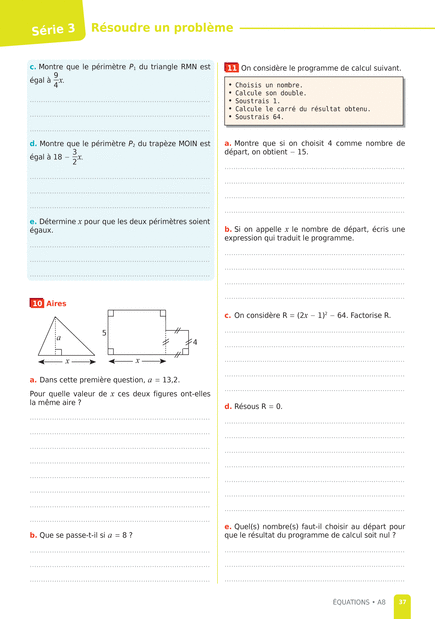 Série 3
Résoudre un problème
c. Montre que le périmètre P₁ du triangle RMN est
égal à 9/4 x.
d. Montre que le périmètre P₂ du trapèze MOIN est
égal à 18 − 3/2 x.
e. Détermine x pour que les deux périmètres soient
égaux.
10 Aires
a
x
5
4
x
a. Dans cette première question, a = 13,2.
Pour quelle valeur de x ces deux figures ont-elles
la même aire ?
b. Que se passe-t-il si a = 8 ?
11 On considère le programme de calcul suivant.
• Choisis un nombre.
• Calcule son double.
• Soustrais 1.
• Calcule le carré du résultat obtenu.
• Soustrais 64.
a. Montre que si on choisit 4 comme nombre de
départ, on obtient − 15.
b. Si on appelle x le nombre de départ, écris une
expression qui traduit le programme.
c. On considère R = (2x − 1)² − 64. Factorise R.
d. Résous R = 0.
e. Quel(s) nombre(s) faut-il choisir au départ pour
que le résultat du programme de calcul soit nul ?
ÉQUATIONS • A8
37